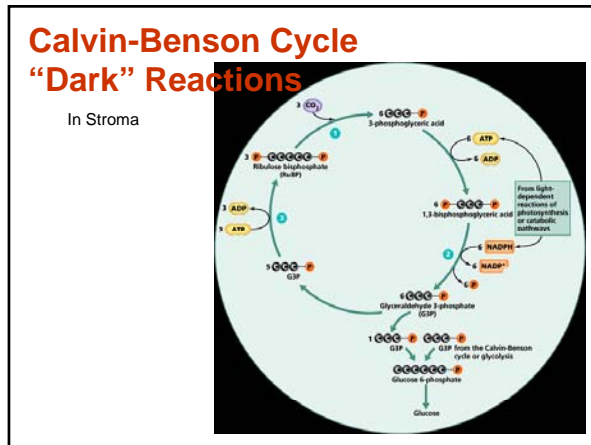 Calvin-Benson Cycle
“Dark” Reactions
In Stroma
3 CO2
1
6 CCC P
3-phosphoglyceric acid
6 ATP
6 ADP
From light-
dependent
reactions of
photosynthesis
or catabolic
pathways
6 P CCC P
1,3-bisphosphoglyceric acid
6 NADPH
6 NADP+
6 P
2
6 CCC P
Glyceraldehyde 3-phosphate
(G3P)
1 CCC P
G3P
CCC P
G3P from the Calvin-Benson
cycle or glycolysis
CCCCCC P
Glucose 6-phosphate
Glucose
5 CCC P
G3P
3
3 ADP
3 ATP
3 P CCCCC P
Ribulose bisphosphate
(RuBP)